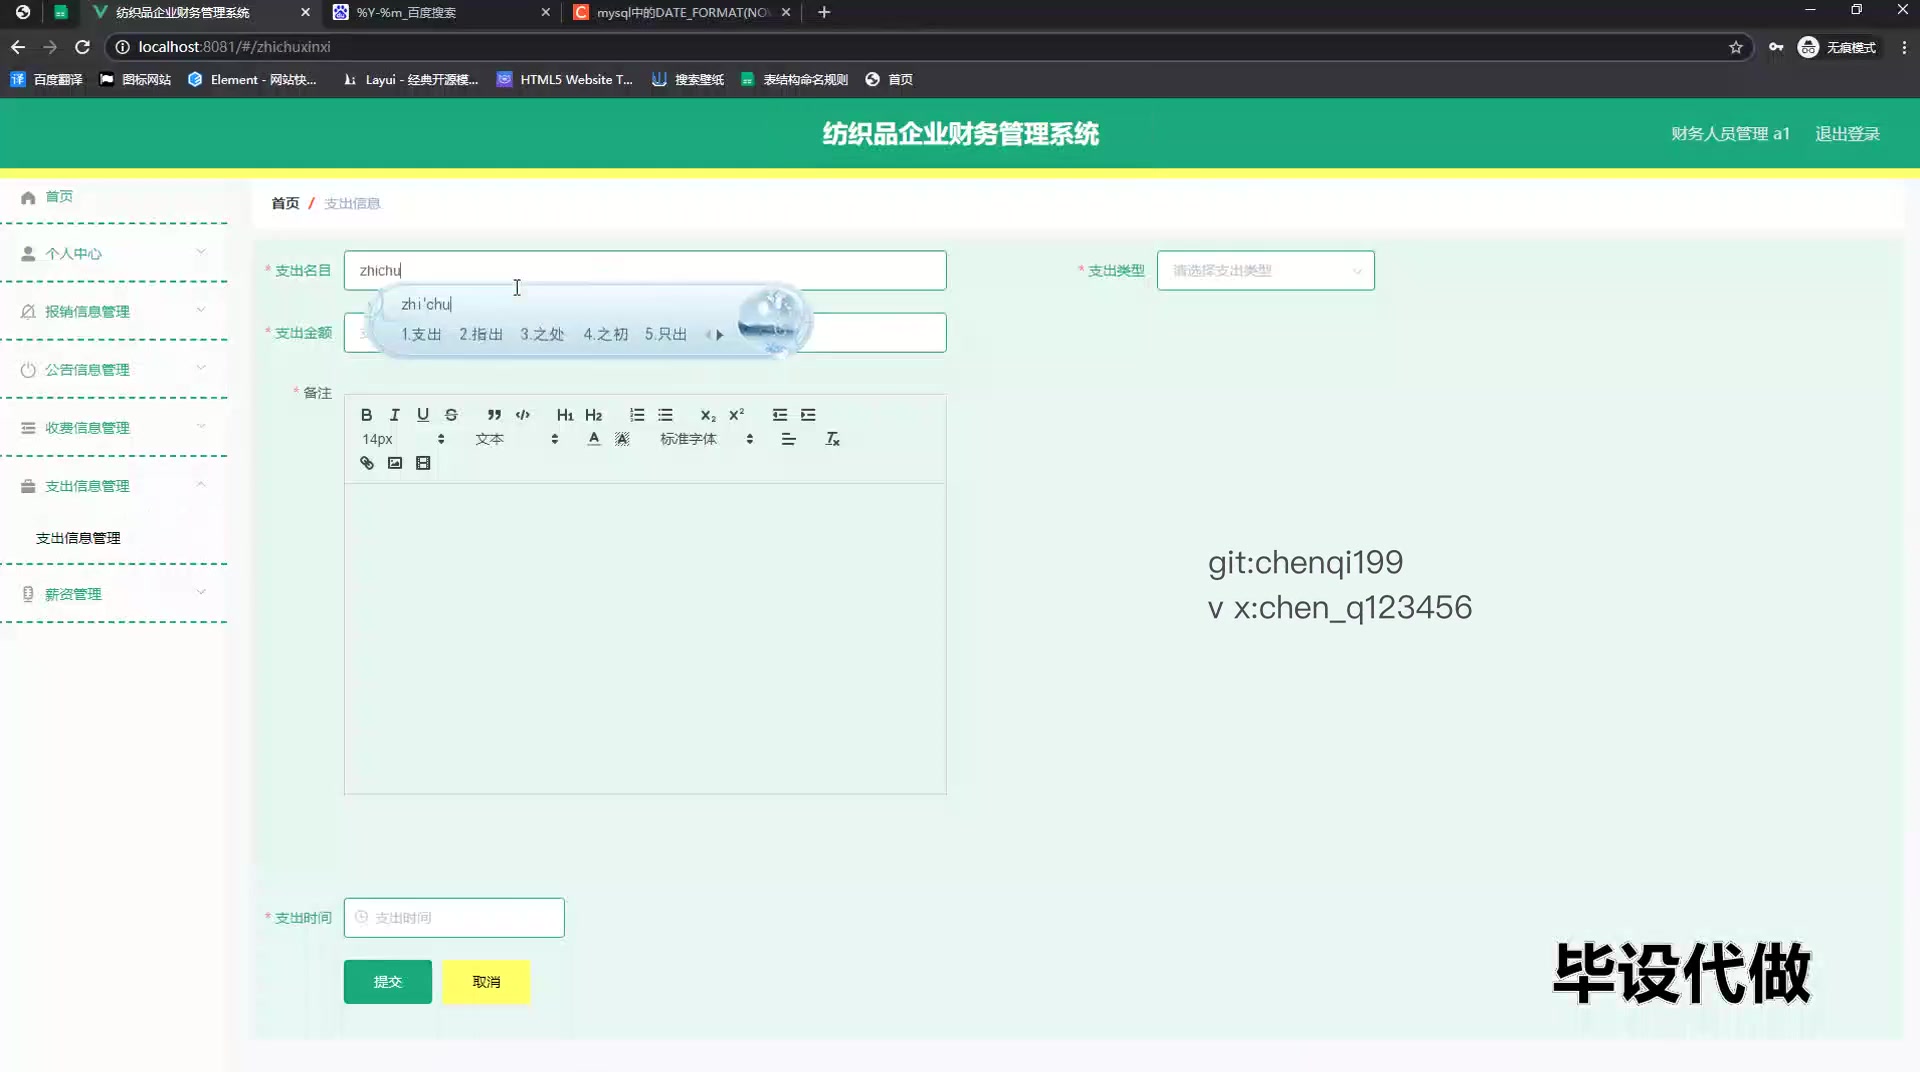 纺织品企业财务管理系统
%Y-%m_百度搜索
mysql中的DATE_FORMAT(NO
localhost:8081/#/zhichuxinxi
无痕模式
百度翻译
图标网站
Element - 网站快...
Layui - 经典开源模...
HTML5 Website T...
搜索壁纸
表结构命名规则
首页
纺织品企业财务管理系统
财务人员管理 a1
退出登录
首页
个人中心
报销信息管理
公告信息管理
收费信息管理
支出信息管理
支出信息管理
薪资管理
首页 / 支出信息
* 支出名目
zhichu
* 支出类型
请选择支出类型
zhi'chu
1.支出 2.指出 3.之处 4.之初 5.只出
* 支出金额
* 备注
B I U S H1 H2 X₂ X²
14px 文本 A A 标准字体 Tx
git:chenqi199
v x:chen_q123456
* 支出时间
支出时间
提交
取消
毕设代做